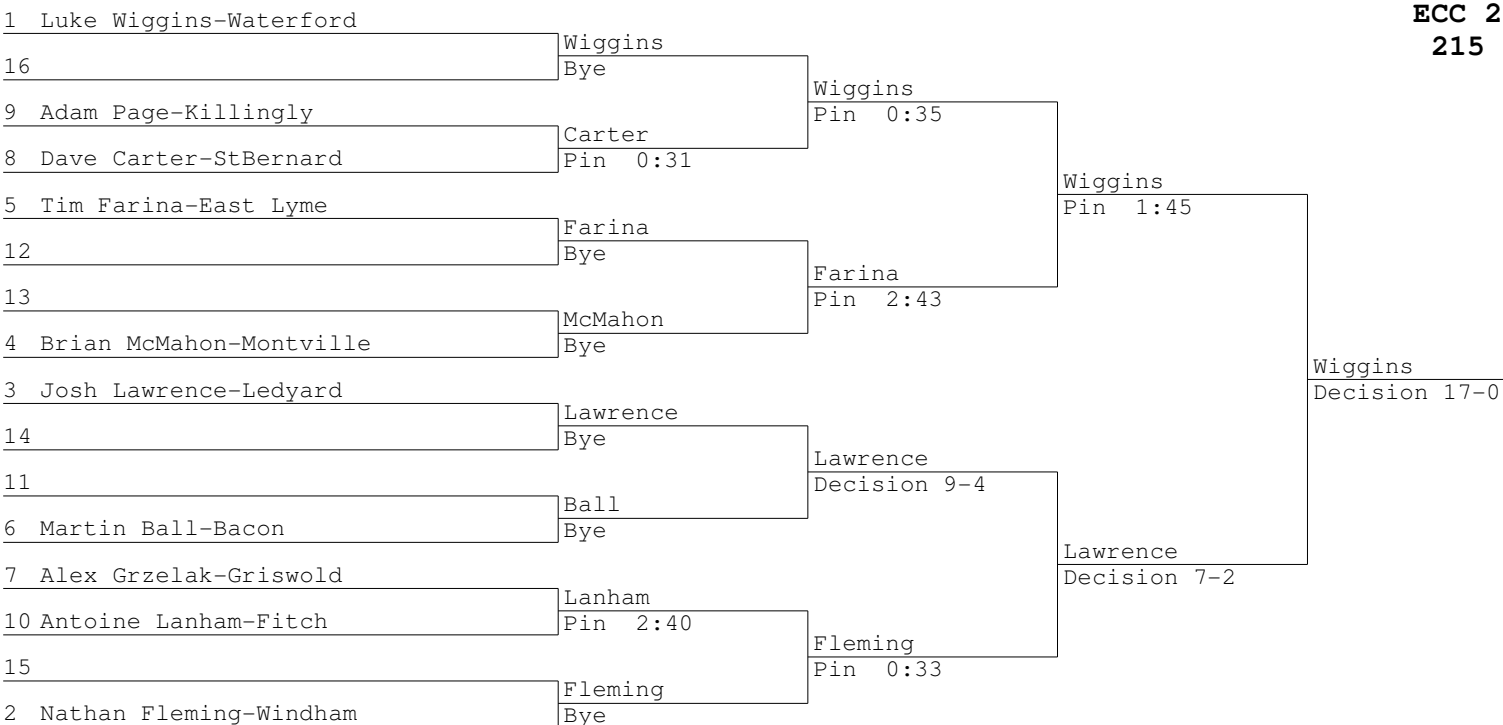 ECC 2
215
1 Luke Wiggins-Waterford
16
9 Adam Page-Killingly
8 Dave Carter-StBernard
5 Tim Farina-East Lyme
12
13
4 Brian McMahon-Montville
3 Josh Lawrence-Ledyard
14
11
6 Martin Ball-Bacon
7 Alex Grzelak-Griswold
10 Antoine Lanham-Fitch
15
2 Nathan Fleming-Windham
Wiggins
Bye
Carter
Pin 0:31
Farina
Bye
McMahon
Bye
Lawrence
Bye
Ball
Bye
Lanham
Pin 2:40
Fleming
Bye
Wiggins
Pin 0:35
Farina
Pin 2:43
Lawrence
Decision 9-4
Fleming
Pin 0:33
Wiggins
Pin 1:45
Lawrence
Decision 7-2
Wiggins
Decision 17-0